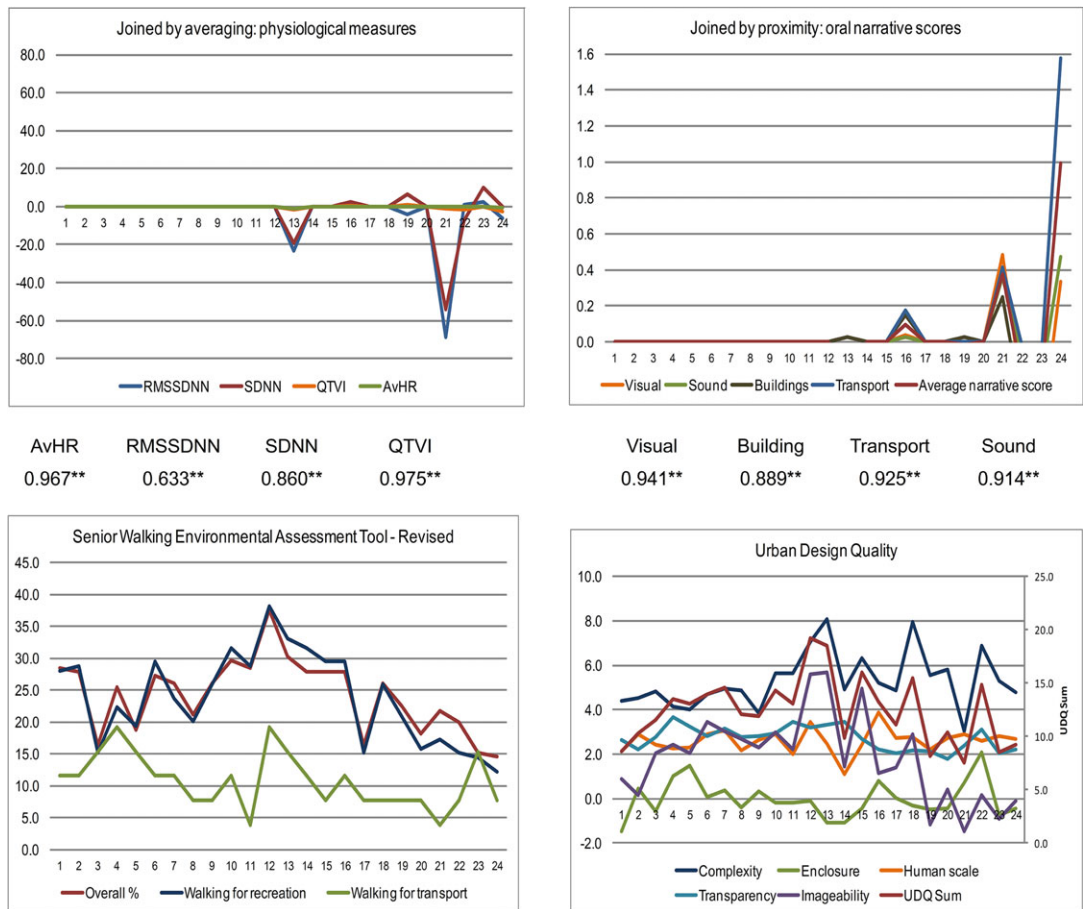 Joined by averaging: physiological measures
80.0
60.0
40.0
20.0
0.0
-20.0
-40.0
-60.0
-80.0
1 2 3 4 5 6 7 8 9 10 11 12 13 14 15 16 17 18 19 20 21 22 23 24
RMSSDNN SDNN QTVI AvHR
Joined by proximity: oral narrative scores
1.6
1.4
1.2
1.0
0.8
0.6
0.4
0.2
0.0
1 2 3 4 5 6 7 8 9 10 11 12 13 14 15 16 17 18 19 20 21 22 23 24
Visual Sound Buildings Transport Average narrative score
AvHR RMSSDNN SDNN QTVI
0.967** 0.633** 0.860** 0.975**
Visual Building Transport Sound
0.941** 0.889** 0.925** 0.914**
Senior Walking Environmental Assessment Tool - Revised
45.0
40.0
35.0
30.0
25.0
20.0
15.0
10.0
5.0
0.0
1 2 3 4 5 6 7 8 9 10 11 12 13 14 15 16 17 18 19 20 21 22 23 24
Overall % Walking for recreation Walking for transport
Urban Design Quality
10.0
8.0
6.0
4.0
2.0
0.0
-2.0
25.0
20.0
15.0
10.0
5.0
0.0
UDQ Sum
1 2 3 4 5 6 7 8 9 10 11 12 13 14 15 16 17 18 19 20 21 22 23 24
Complexity Enclosure Human scale
Transparency Imageability UDQ Sum